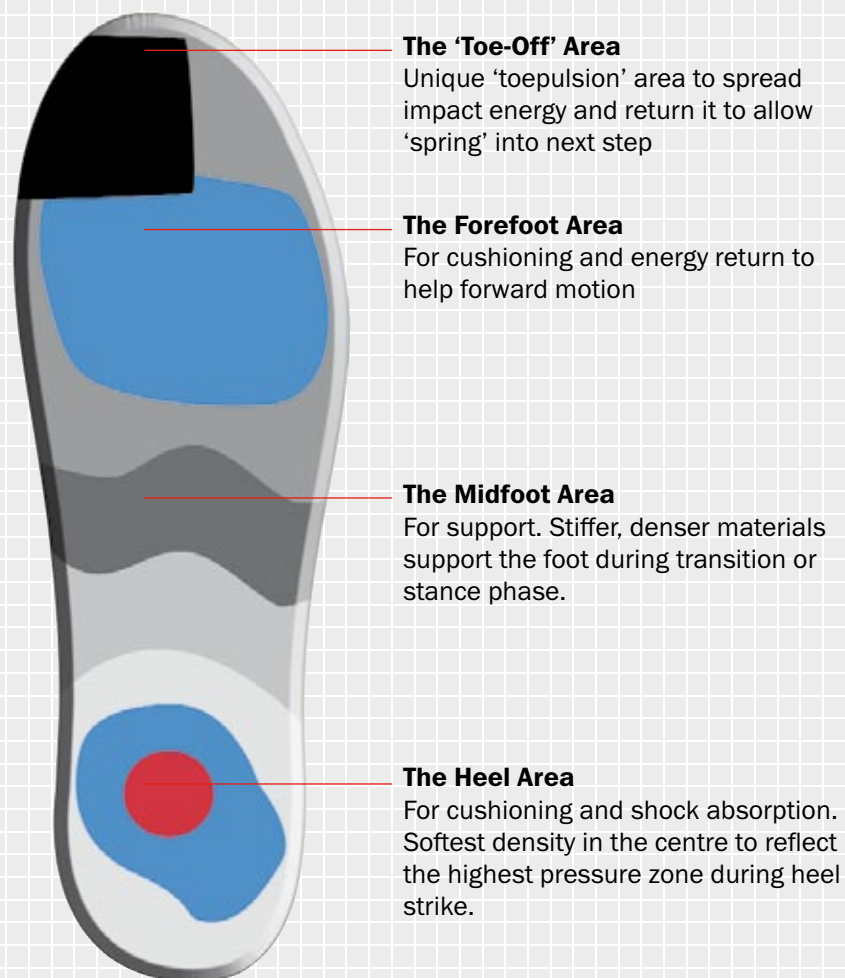 The ‘Toe-Off’ Area
Unique ‘toepulsion’ area to spread
impact energy and return it to allow
‘spring’ into next step
The Forefoot Area
For cushioning and energy return to
help forward motion
The Midfoot Area
For support. Stiffer, denser materials
support the foot during transition or
stance phase.
The Heel Area
For cushioning and shock absorption.
Softest density in the centre to reflect
the highest pressure zone during heel
strike.